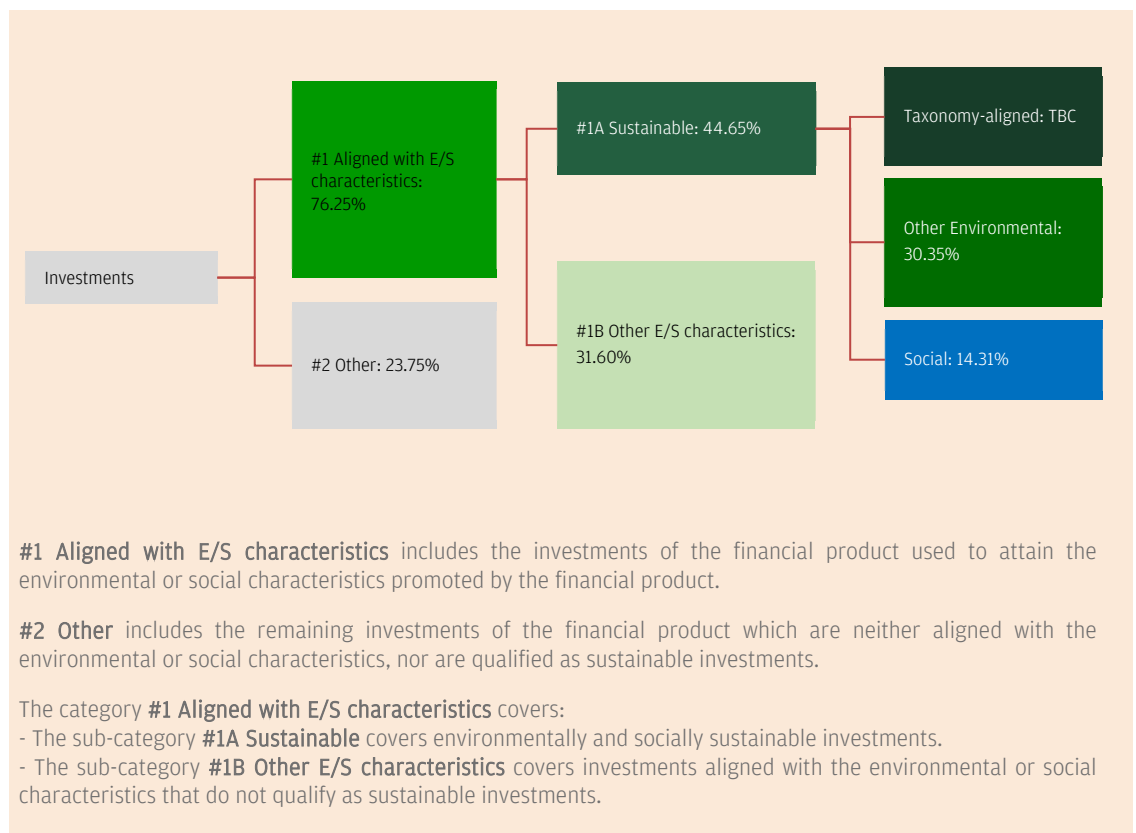 Investments
#1 Aligned with E/S
characteristics:
76.25%
#2 Other: 23.75%
#1A Sustainable: 44.65%
#1B Other E/S characteristics:
31.60%
Taxonomy-aligned: TBC
Other Environmental:
30.35%
Social: 14.31%
#1 Aligned with E/S characteristics includes the investments of the financial product used to attain the
environmental or social characteristics promoted by the financial product.
#2 Other includes the remaining investments of the financial product which are neither aligned with the
environmental or social characteristics, nor are qualified as sustainable investments.
The category #1 Aligned with E/S characteristics covers:
- The sub-category #1A Sustainable covers environmentally and socially sustainable investments.
- The sub-category #1B Other E/S characteristics covers investments aligned with the environmental or social
characteristics that do not qualify as sustainable investments.